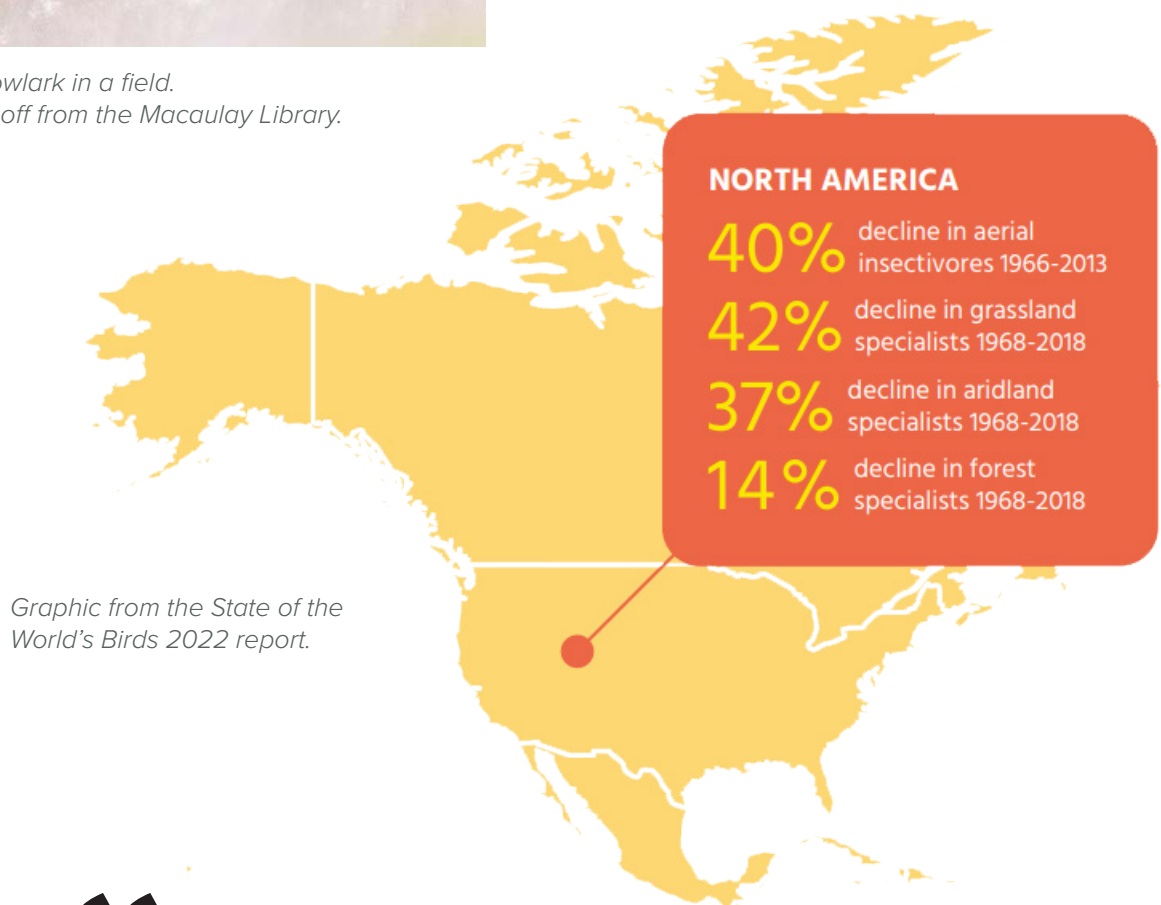 in a field.
off from the Macaulay Library.
NORTH AMERICA
40% decline in aerial
insectivores 1966-2013
42% decline in grassland
specialists 1968-2018
37% decline in aridland
specialists 1968-2018
14% decline in forest
specialists 1968-2018
Graphic from the State of the
World's Birds 2022 report.
“